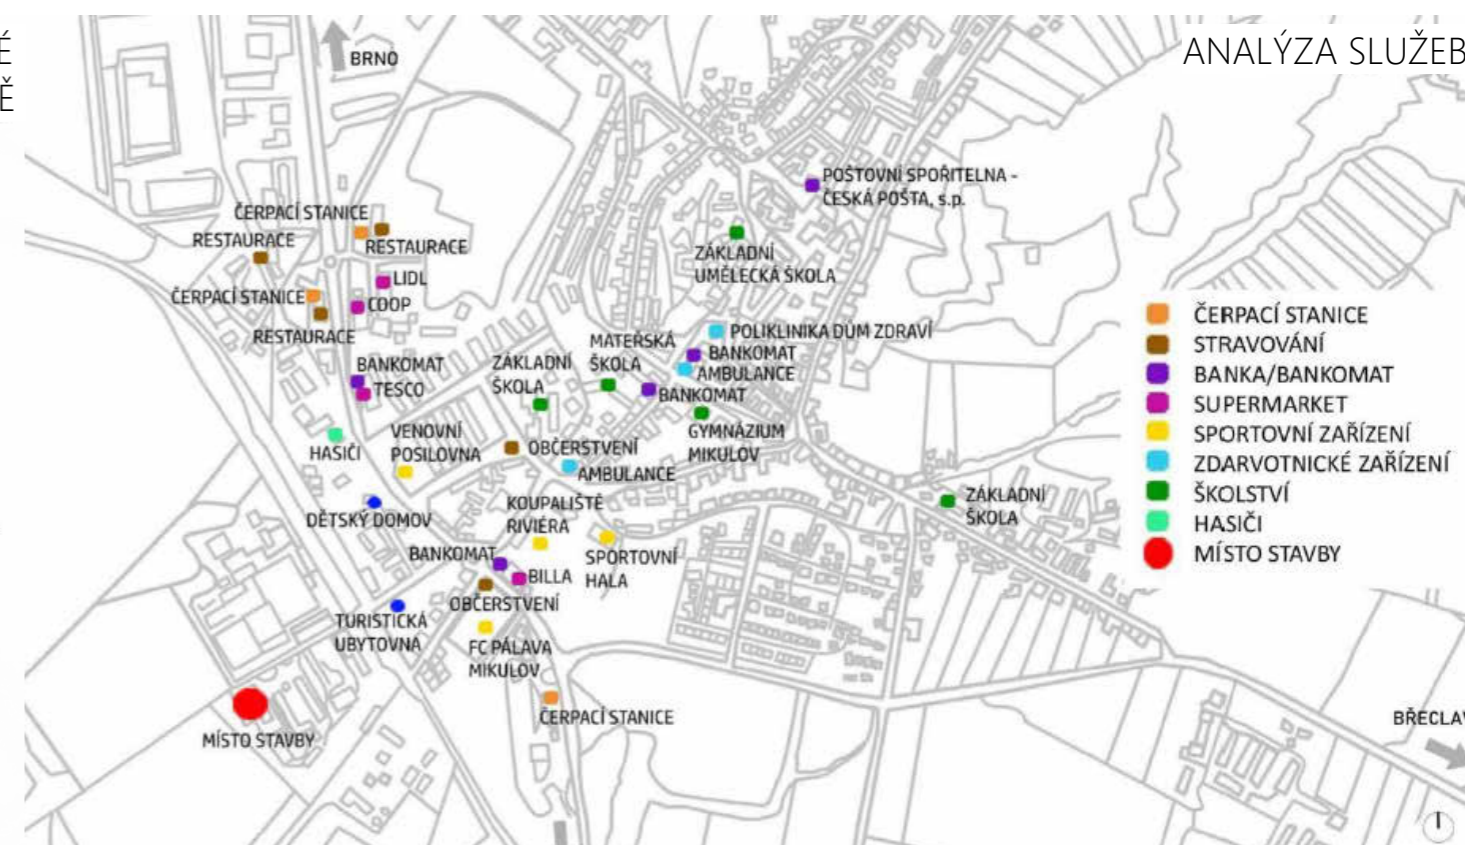 É
Ě
ANALÝZA SLUŽEB
BRNO
POŠTOVNÍ SPOŘITELNA -
ČESKÁ POŠTA, s.p.
ČERPACÍ STANICE
RESTAURACE
RESTAURACE
ZÁKLADNÍ
UMĚLECKÁ ŠKOLA
LIDL
ČERPACÍ STANICE
COOP
RESTAURACE
MATEŘSKÁ
ŠKOLA
POLIKLINIKA DŮM ZDRAVÍ
BANKOMAT
AMBULANCE
BANKOMAT
TESCO
ZÁKLADNÍ
ŠKOLA
BANKOMAT
GYMNÁZIUM
MIKULOV
HASIČI
VENOVNÍ
POSILOVNA
OBČERSTVENÍ
AMBULANCE
ZÁKLADNÍ
ŠKOLA
DĚTSKÝ DOMOV
KOUPALIŠTĚ
RIVIÉRA
SPORTOVNÍ
HALA
BANKOMAT
BILLA
OBČERSTVENÍ
TURISTICKÁ
UBYTOVNA
FC PÁLAVA
MIKULOV
ČERPACÍ STANICE
MÍSTO STAVBY
BŘECLAV
ČERPACÍ STANICE
STRAVOVÁNÍ
BANKA/BANKOMAT
SUPERMARKET
SPORTOVNÍ ZAŘÍZENÍ
ZDARVOTNICKÉ ZAŘÍZENÍ
ŠKOLSTVÍ
HASIČI
MÍSTO STAVBY